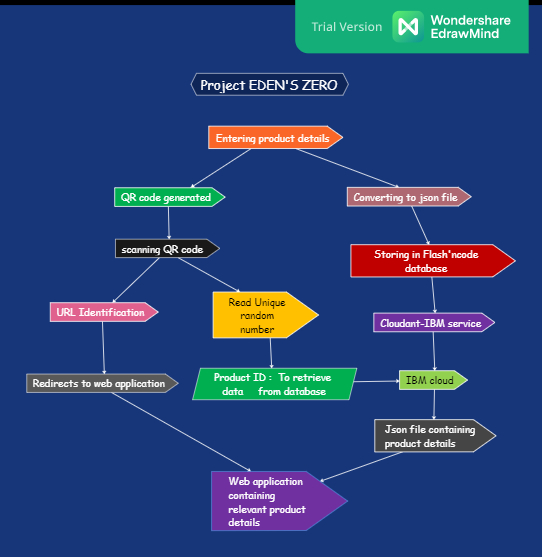 Trial Version
Wondershare
EdrawMind
Project EDEN'S ZERO
Entering product details
QR code generated
Converting to json file
scanning QR code
Storing in Flash'ncode
database
URL Identification
Read Unique
random
number
Cloudant-IBM service
Redirects to web application
Product ID : To retrieve
data from database
IBM cloud
Json file containing
product details
Web application
containing
relevant product
details